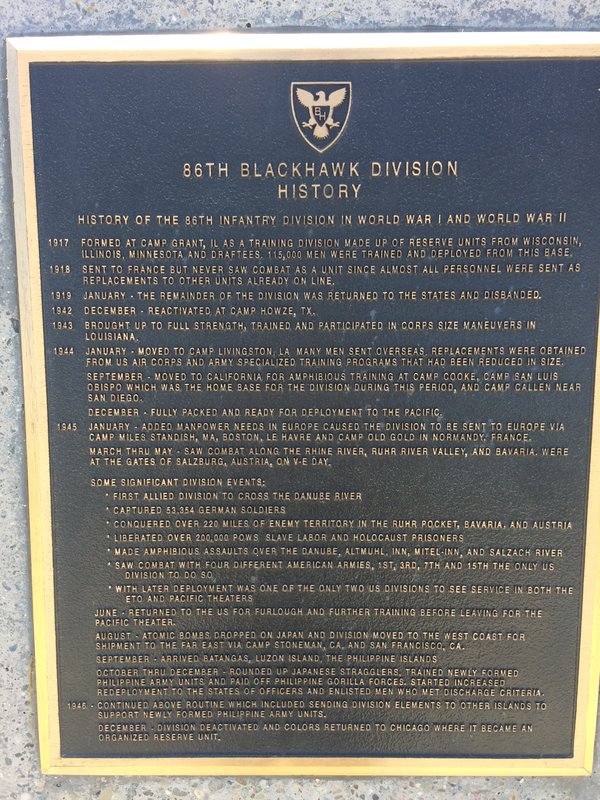 BH
86TH BLACKHAWK DIVISION
HISTORY
HISTORY OF THE 86TH INFANTRY DIVISION IN WORLD WAR I AND WORLD WAR II
1917 FORMED AT CAMP GRANT, IL AS A TRAINING DIVISION MADE UP OF RESERVE UNITS FROM WISCONSIN,
ILLINOIS, MINNESOTA AND DRAFTEES. 115,000 MEN WERE TRAINED AND DEPLOYED FROM THIS BASE.
1918 SENT TO FRANCE BUT NEVER SAW COMBAT AS A UNIT SINCE ALMOST ALL PERSONNEL WERE SENT AS
REPLACEMENTS TO OTHER UNITS ALREADY ON LINE.
1919 JANUARY - THE REMAINDER OF THE DIVISION WAS RETURNED TO THE STATES AND DISBANDED.
1942 DECEMBER - REACTIVATED AT CAMP HOWZE, TX.
1943 BROUGHT UP TO FULL STRENGTH, TRAINED AND PARTICIPATED IN CORPS SIZE MANEUVERS IN
LOUISIANA.
1944 JANUARY - MOVED TO CAMP LIVINGSTON, LA. MANY MEN SENT OVERSEAS. REPLACEMENTS WERE OBTAINED
FROM US AIR CORPS AND ARMY SPECIALIZED TRAINING PROGRAMS THAT HAD BEEN REDUCED IN SIZE.
SEPTEMBER - MOVED TO CALIFORNIA FOR AMPHIBIOUS TRAINING AT CAMP COOKE, CAMP SAN LUIS
OBISPO WHICH WAS THE HOME BASE FOR THE DIVISION DURING THIS PERIOD, AND CAMP CALLEN NEAR
SAN DIEGO.
DECEMBER - FULLY PACKED AND READY FOR DEPLOYMENT TO THE PACIFIC.
1945 JANUARY - ADDED MANPOWER NEEDS IN EUROPE CAUSED THE DIVISION TO BE SENT TO EUROPE VIA
CAMP MILES STANDISH, MA, BOSTON, LE HAVRE AND CAMP OLD GOLD IN NORMANDY, FRANCE.
MARCH THRU MAY - SAW COMBAT ALONG THE RHINE RIVER, RUHR RIVER VALLEY, AND BAVARIA. WERE
AT THE GATES OF SALZBURG, AUSTRIA, ON V-E DAY.
SOME SIGNIFICANT DIVISION EVENTS:
* FIRST ALLIED DIVISION TO CROSS THE DANUBE RIVER
* CAPTURED 53,354 GERMAN SOLDIERS
* CONQUERED OVER 220 MILES OF ENEMY TERRITORY IN THE RUHR POCKET, BAVARIA, AND AUSTRIA
* LIBERATED OVER 200,000 POWS SLAVE LABOR AND HOLOCAUST PRISONERS
* MADE AMPHIBIOUS ASSAULTS OVER THE DANUBE, ALTMUHL, INN, MITEL-INN, AND SALZACH RIVER
* SAW COMBAT WITH FOUR DIFFERENT AMERICAN ARMIES, 1ST, 3RD, 7TH AND 15TH THE ONLY US
DIVISION TO DO SO
* WITH LATER DEPLOYMENT WAS ONE OF THE ONLY TWO US DIVISIONS TO SEE SERVICE IN BOTH THE
ETO AND PACIFIC THEATERS
JUNE - RETURNED TO THE US FOR FURLOUGH AND FURTHER TRAINING BEFORE LEAVING FOR THE
PACIFIC THEATER.
AUGUST - ATOMIC BOMBS DROPPED ON JAPAN AND DIVISION MOVED TO THE WEST COAST FOR
SHIPMENT TO THE FAR EAST VIA CAMP STONEMAN, CA, AND SAN FRANCISCO, CA.
SEPTEMBER - ARRIVED BATANGAS, LUZON ISLAND, THE PHILIPPINE ISLANDS
OCTOBER THRU DECEMBER - ROUNDED UP JAPANESE STRAGGLERS, TRAINED NEWLY FORMED
PHILIPPINE ARMY UNITS AND PAID OFF PHILIPPINE GORILLA FORCES. STARTED INCREASED
REDEPLOYMENT TO THE STATES OF OFFICERS AND ENLISTED MEN WHO MET DISCHARGE CRITERIA.
1946 - CONTINUED ABOVE ROUTINE WHICH INCLUDED SENDING DIVISION ELEMENTS TO OTHER ISLANDS TO
SUPPORT NEWLY FORMED PHILIPPINE ARMY UNITS.
DECEMBER - DIVISION DEACTIVATED AND COLORS RETURNED TO CHICAGO WHERE IT BECAME AN
ORGANIZED RESERVE UNIT.